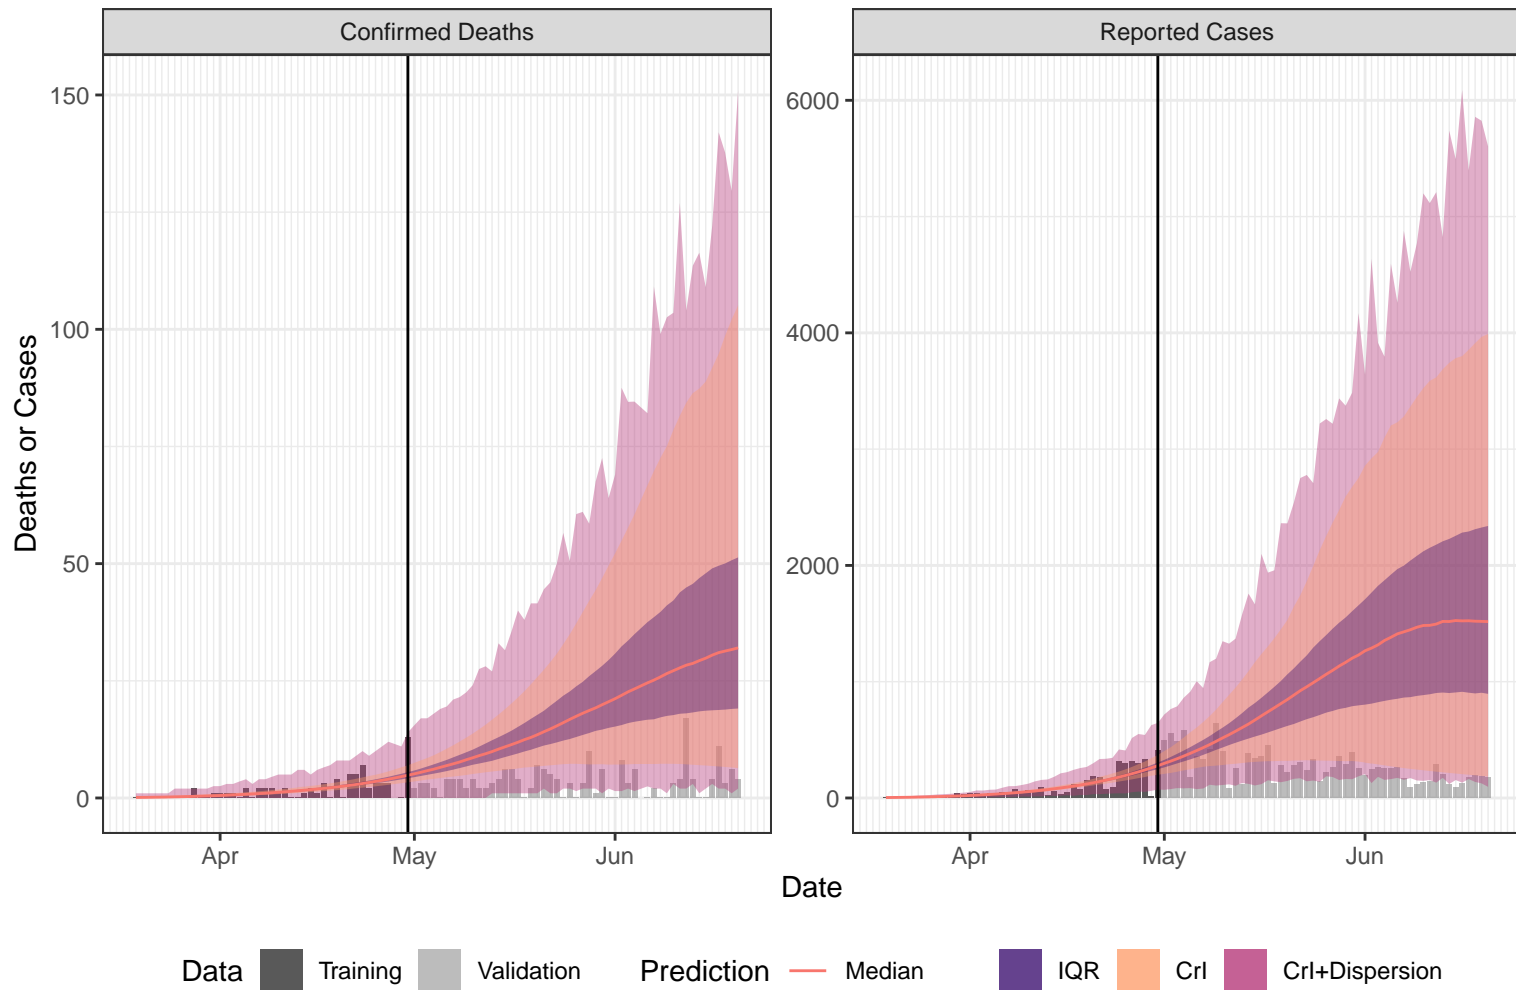 Confirmed Deaths
Reported Cases
Deaths or Cases
150
100
50
0
6000
4000
2000
0
Apr
May
Jun
Apr
May
Jun
Date
Data Training Validation Prediction Median IQR CrI CrI+Dispersion